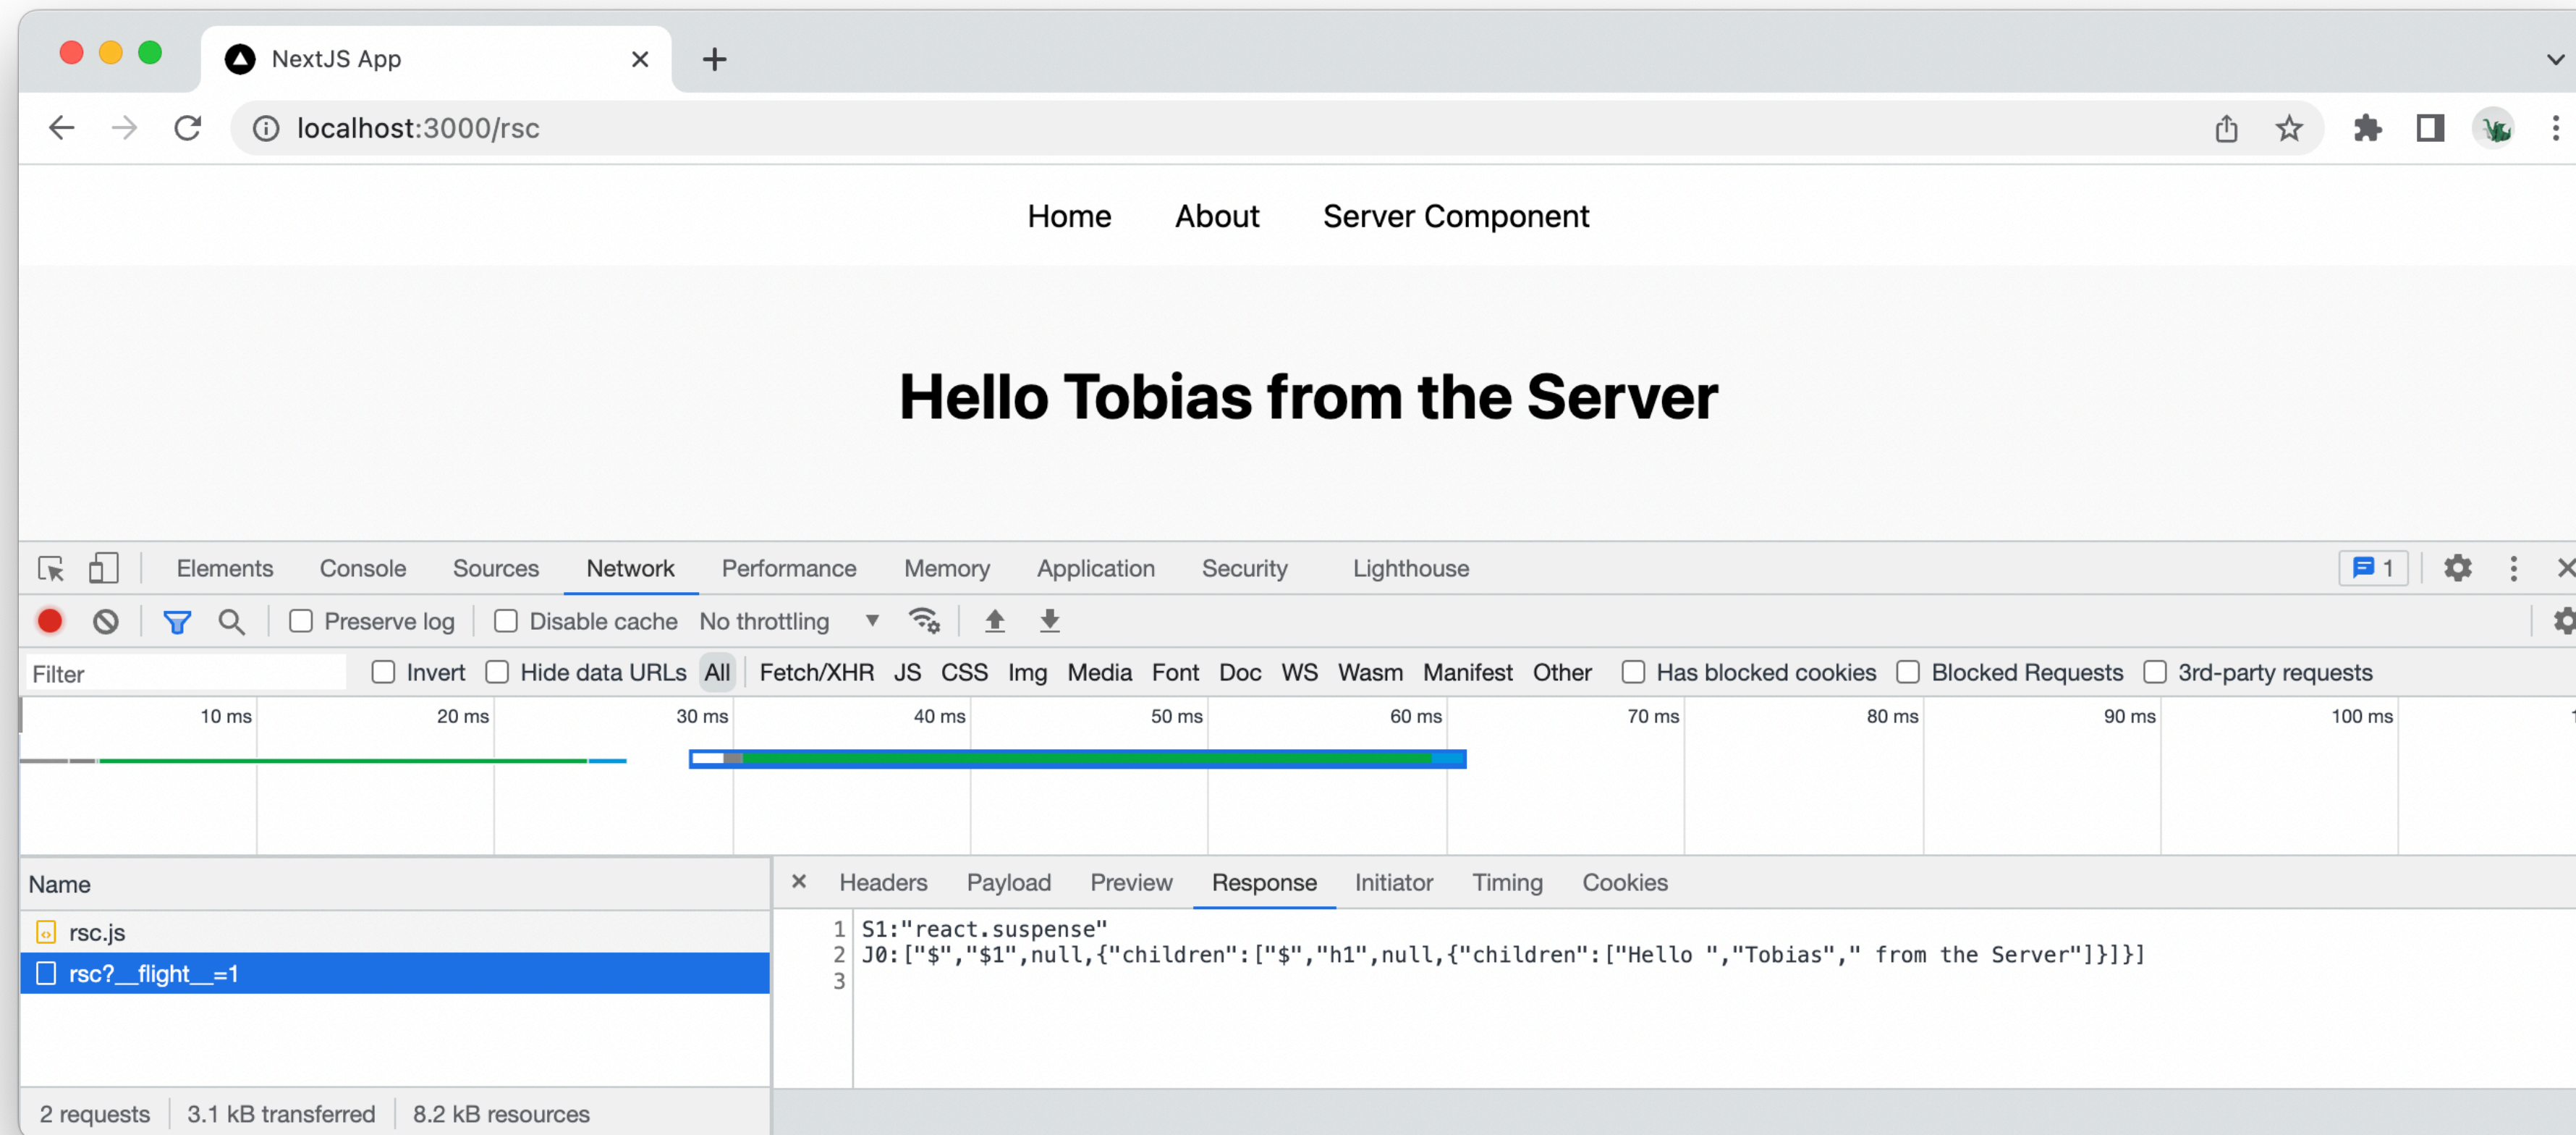 NextJS App
localhost:3000/rsc
Home About Server Component
Hello Tobias from the Server
Elements Console Sources Network Performance Memory Application Security Lighthouse 1
Preserve log Disable cache No throttling
Filter Invert Hide data URLs All Fetch/XHR JS CSS Img Media Font Doc WS Wasm Manifest Other Has blocked cookies Blocked Requests 3rd-party requests
10 ms 20 ms 30 ms 40 ms 50 ms 60 ms 70 ms 80 ms 90 ms 100 ms
Name
rsc.js
rsc?__flight__=1
2 requests 3.1 kB transferred 8.2 kB resources
Headers Payload Preview Response Initiator Timing Cookies
1 S1:"react.suspense"
2 J0:["$","$1",null,{"children":["$","h1",null,{"children":["Hello ","Tobias"," from the Server"]}]}]
3